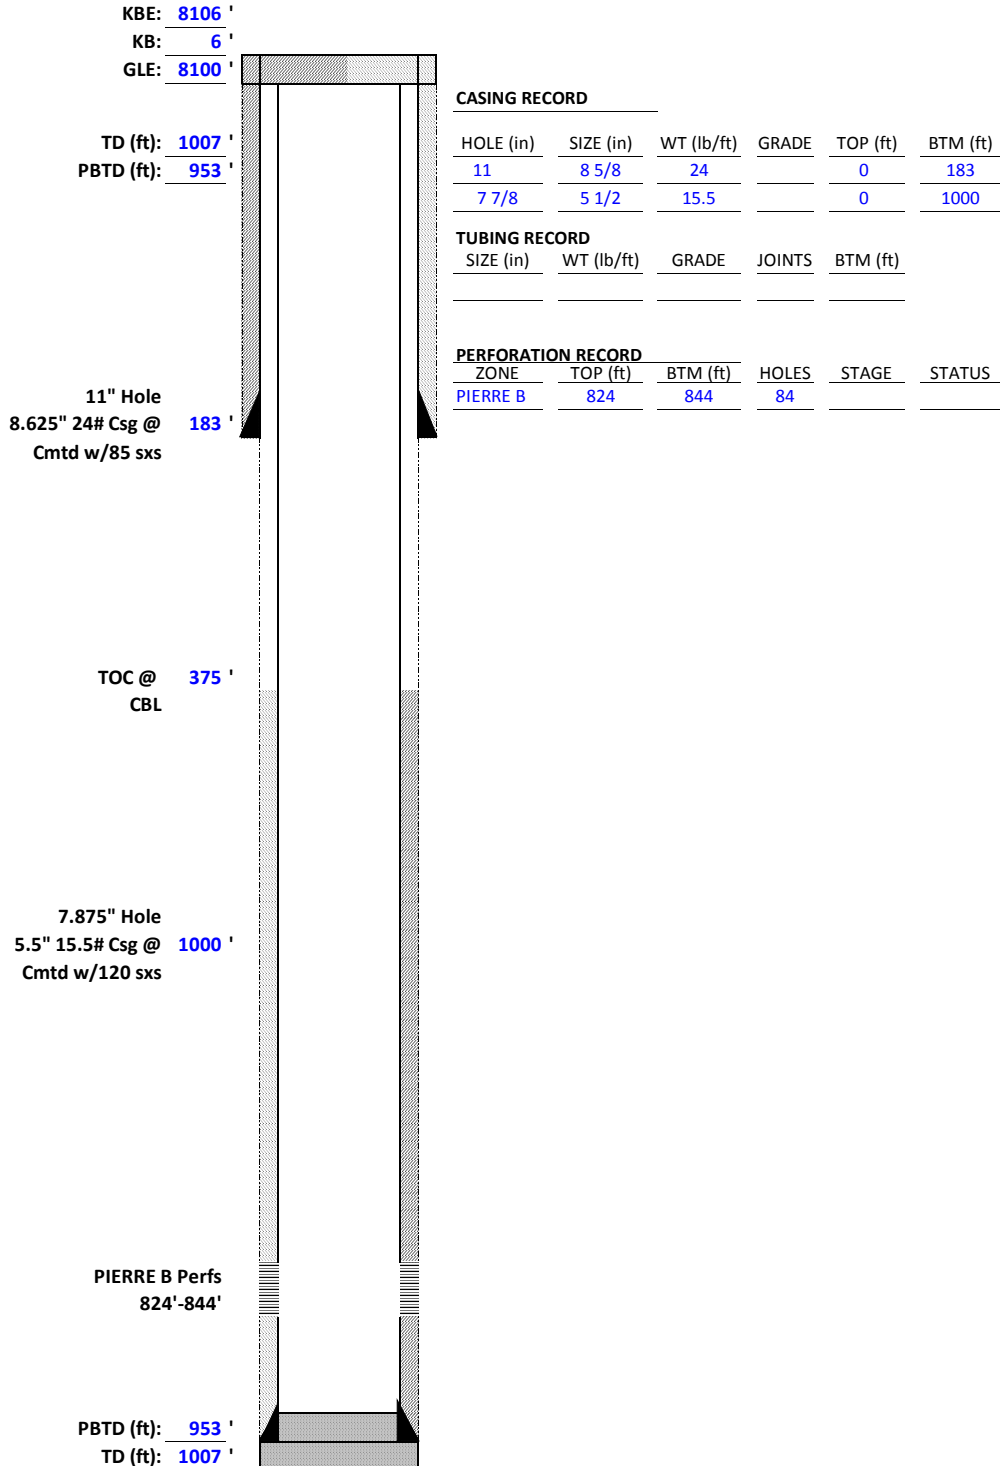 KBE: 8106 '
KB: 6 '
GLE: 8100 '
TD (ft): 1007 '
PBTD (ft): 953 '
CASING RECORD
HOLE (in) SIZE (in) WT (lb/ft) GRADE TOP (ft) BTM (ft)
11 8 5/8 24 0 183
7 7/8 5 1/2 15.5 0 1000
TUBING RECORD
SIZE (in) WT (lb/ft) GRADE JOINTS BTM (ft)
PERFORATION RECORD
ZONE TOP (ft) BTM (ft) HOLES STAGE STATUS
PIERRE B 824 844 84
11" Hole
8.625" 24# Csg @ 183 '
Cmtd w/85 sxs
TOC @ 375 '
CBL
7.875" Hole
5.5" 15.5# Csg @ 1000 '
Cmtd w/120 sxs
PIERRE B Perfs
824'-844'
PBTD (ft): 953 '
TD (ft): 1007 '